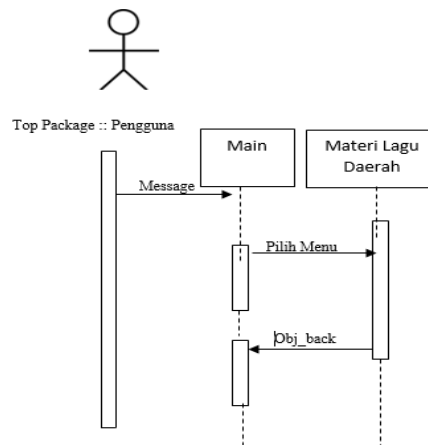 Top Package :: Pengguna
Main
Materi Lagu
Daerah
Message
Pilih Menu
Obj_back